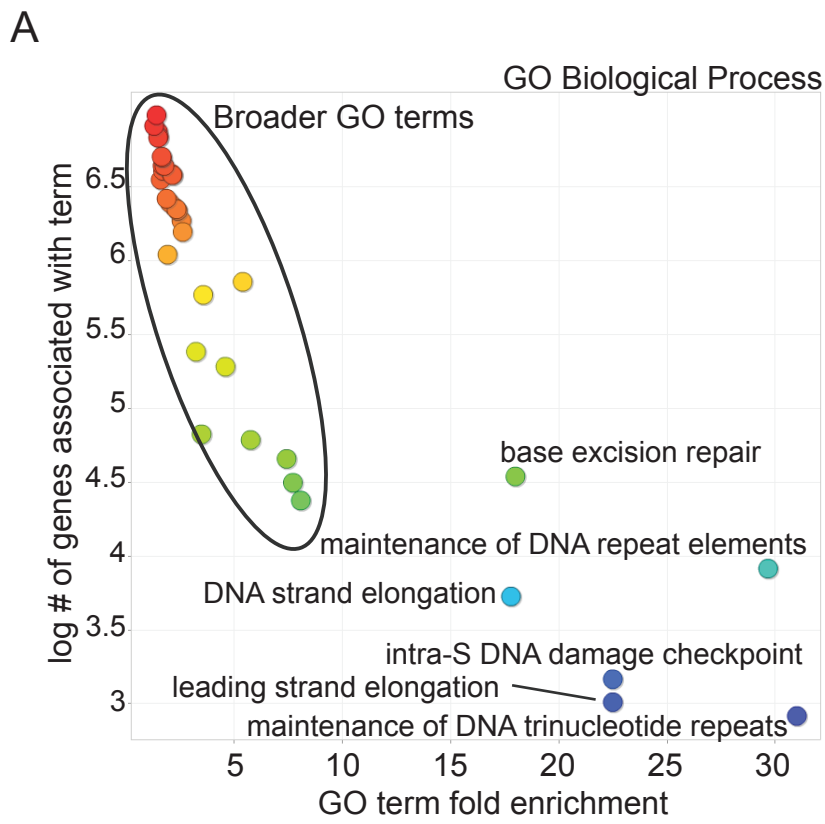 A
GO Biological Process
Broader GO terms
log # of genes associated with term
6.5
6
5.5
5
4.5
4
3.5
3
base excision repair
maintenance of DNA repeat elements
DNA strand elongation
intra-S DNA damage checkpoint
leading strand elongation
maintenance of DNA trinucleotide repeats
5 10 15 20 25 30
GO term fold enrichment